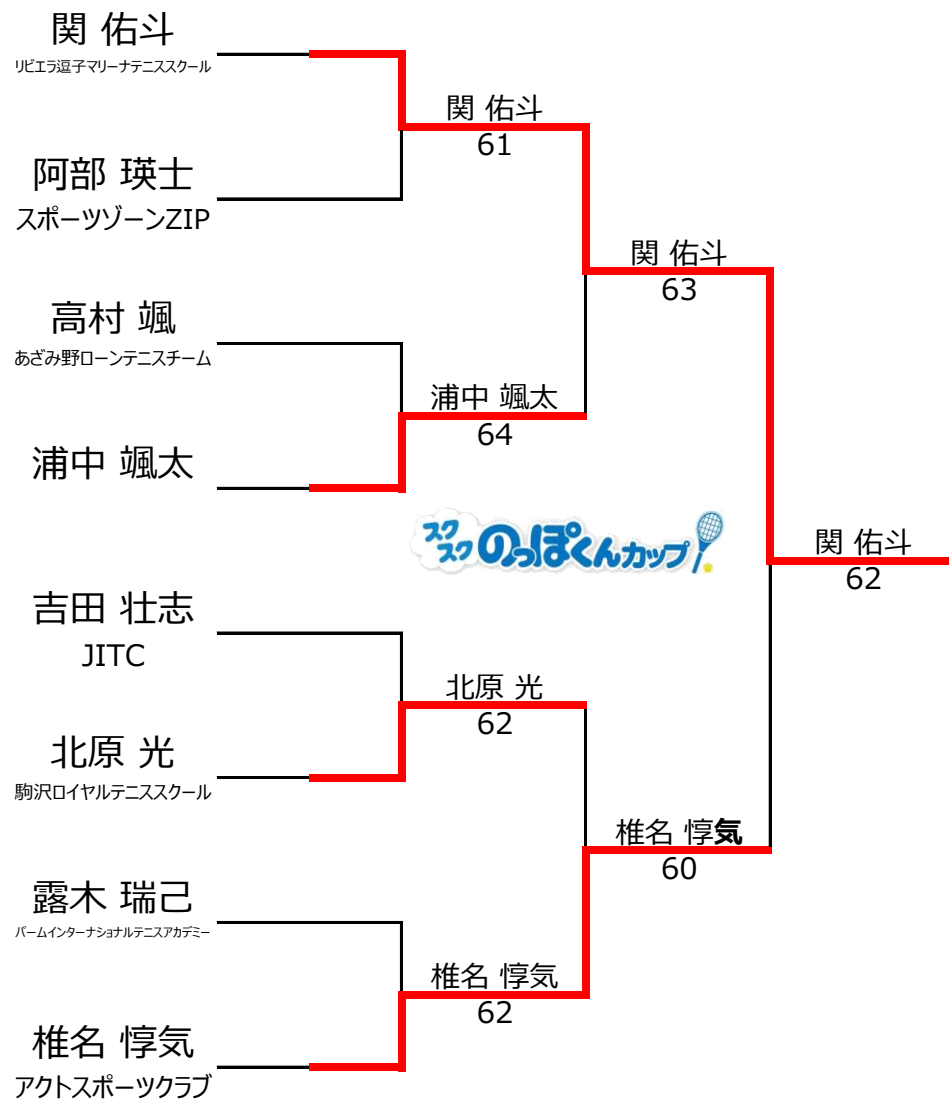 関 佑斗
リビエラ逗子マリーナテニススクール
阿部 瑛士
スポーツゾーンZIP
高村 颯
あざみ野ローンテニスチーム
浦中 颯太
吉田 壮志
JITC
北原 光
駒沢ロイヤルテニススクール
露木 瑞己
パームインターナショナルテニスアカデミー
椎名 惇気
アクトスポーツクラブ
関 佑斗
61
浦中 颯太
64
北原 光
62
椎名 惇気
62
関 佑斗
63
椎名 惇気
60
関 佑斗
62
スクスクのっぽくんカップ